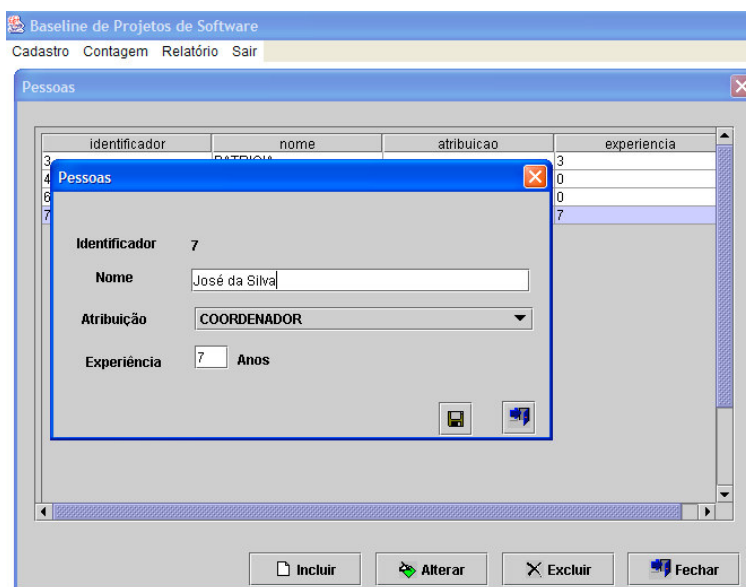 Baseline de Projetos de Software
Cadastro Contagem Relatório Sair
Pessoas
identificador nome atribuicao experiencia
3 PATRICIA 3
4 0
6 0
7 7
Pessoas
Identificador 7
Nome José da Silva
Atribuição COORDENADOR
Experiência 7 Anos
Incluir Alterar Excluir Fechar